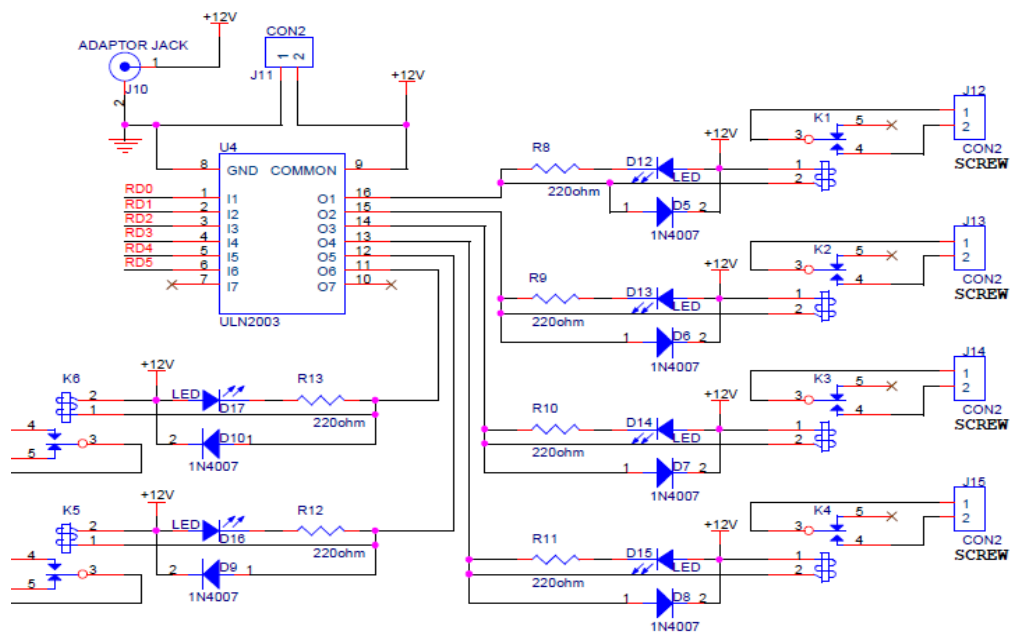 +12V
CON2
ADAPTOR JACK
1
1 2
J11
J10
2
+12V
U4
8 GND COMMON 9
RD0 1 I1 O1 16
RD1 2 I2 O2 15
RD2 3 I3 O3 14
RD3 4 I4 O4 13
RD4 5 I5 O5 12
RD5 6 I6 O6 11
7 I7 O7 10
ULN2003
J12
K1 5
1
2
3
4
CON2
SCREW
+12V
R8
D12
LED
220ohm
1
2
1 D5 2
1N4007
J13
K2 5
1
2
3
4
CON2
SCREW
+12V
R9
D13
LED
220ohm
1
2
1 D6 2
1N4007
J14
K3 5
1
2
3
4
CON2
SCREW
+12V
R10
D14
LED
220ohm
1
2
1 D7 2
1N4007
J15
K4 5
1
2
3
4
CON2
SCREW
+12V
R11
D15
LED
220ohm
1
2
1 D8 2
1N4007
+12V
K6
2
1
LED
D17
R13
220ohm
4
3
5
2 D10 1
1N4007
+12V
K5
2
1
LED
D16
R12
220ohm
4
3
5
2 D9 1
1N4007